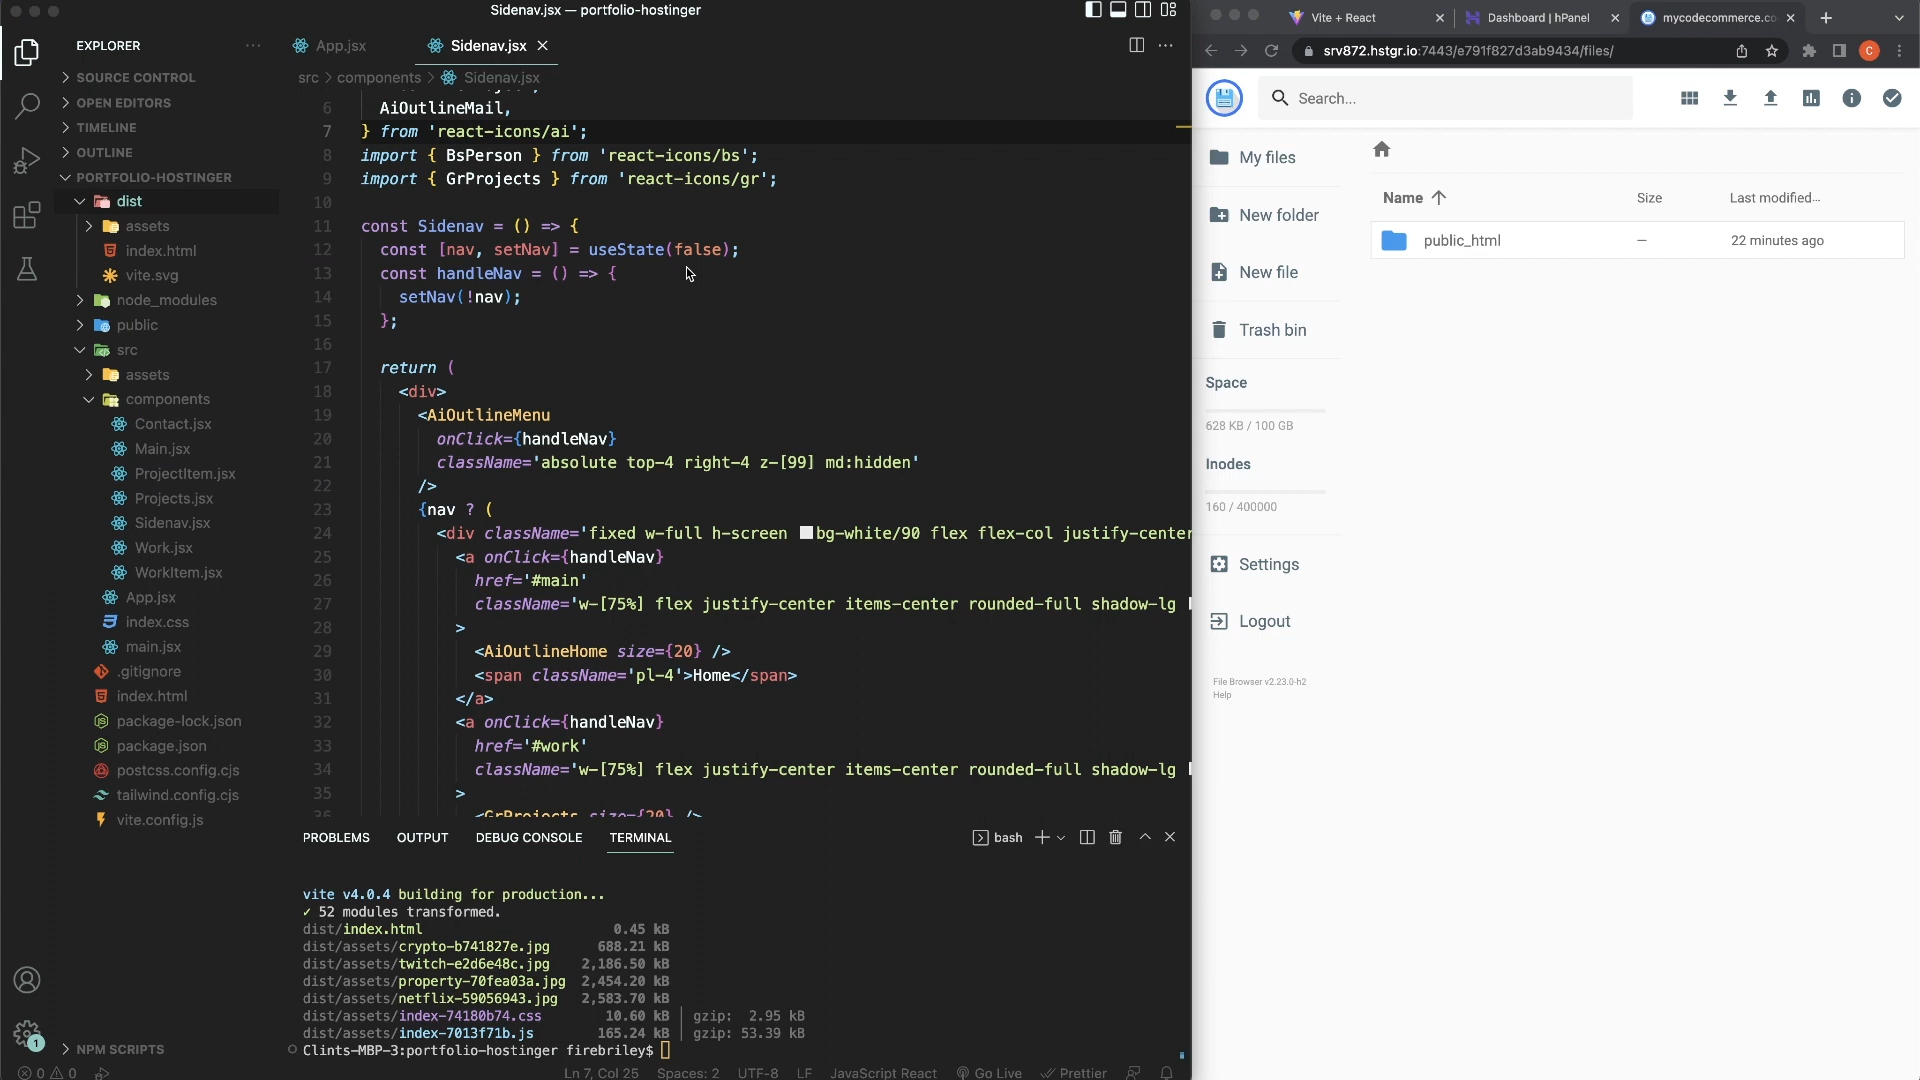 Sidenav.jsx — portfolio-hostinger
EXPLORER
SOURCE CONTROL
OPEN EDITORS
TIMELINE
OUTLINE
PORTFOLIO-HOSTINGER
dist
assets
index.html
vite.svg
node_modules
public
src
assets
components
Contact.jsx
Main.jsx
ProjectItem.jsx
Projects.jsx
Sidenav.jsx
Work.jsx
WorkItem.jsx
App.jsx
index.css
main.jsx
.gitignore
index.html
package-lock.json
package.json
postcss.config.cjs
tailwind.config.cjs
vite.config.js
NPM SCRIPTS
1
0 0
App.jsx
Sidenav.jsx
src > components > Sidenav.jsx
6 AiOutlineMail,
7 } from 'react-icons/ai';
8 import { BsPerson } from 'react-icons/bs';
9 import { GrProjects } from 'react-icons/gr';
10
11 const Sidenav = () => {
12 const [nav, setNav] = useState(false);
13 const handleNav = () => {
14 setNav(!nav);
15 };
16
17 return (
18 <div>
19 <AiOutlineMenu
20 onClick={handleNav}
21 className='absolute top-4 right-4 z-[99] md:hidden'
22 />
23 {nav ? (
24 <div className='fixed w-full h-screen bg-white/90 flex flex-col justify-center
25 <a onClick={handleNav}
26 href='#main'
27 className='w-[75%] flex justify-center items-center rounded-full shadow-lg
28 >
29 <AiOutlineHome size={20} />
30 <span className='pl-4'>Home</span>
31 </a>
32 <a onClick={handleNav}
33 href='#work'
34 className='w-[75%] flex justify-center items-center rounded-full shadow-lg
35 >
36 <GrProjects size={20} />
PROBLEMS OUTPUT DEBUG CONSOLE TERMINAL
bash
vite v4.0.4 building for production...
✓ 52 modules transformed.
dist/index.html 0.45 kB
dist/assets/crypto-b741827e.jpg 688.21 kB
dist/assets/twitch-e2d6e48c.jpg 2,186.50 kB
dist/assets/property-70fea03a.jpg 2,454.20 kB
dist/assets/netflix-59056943.jpg 2,583.70 kB
dist/assets/index-74180b74.css 10.60 kB │ gzip: 2.95 kB
dist/assets/index-7013f71b.js 165.24 kB │ gzip: 53.39 kB
Clints-MBP-3:portfolio-hostinger firebriley$
Ln 7, Col 25 Spaces: 2 UTF-8 LF JavaScript React Go Live Prettier
Vite + React
Dashboard | hPanel
mycodecommerce.co
srv872.hstgr.io:7443/e791f827d3ab9434/files/
C
Search...
My files
New folder
New file
Trash bin
Space
628 KB / 100 GB
Inodes
160 / 400000
Settings
Logout
File Browser v2.23.0-h2
Help
Name Size Last modified...
public_html — 22 minutes ago